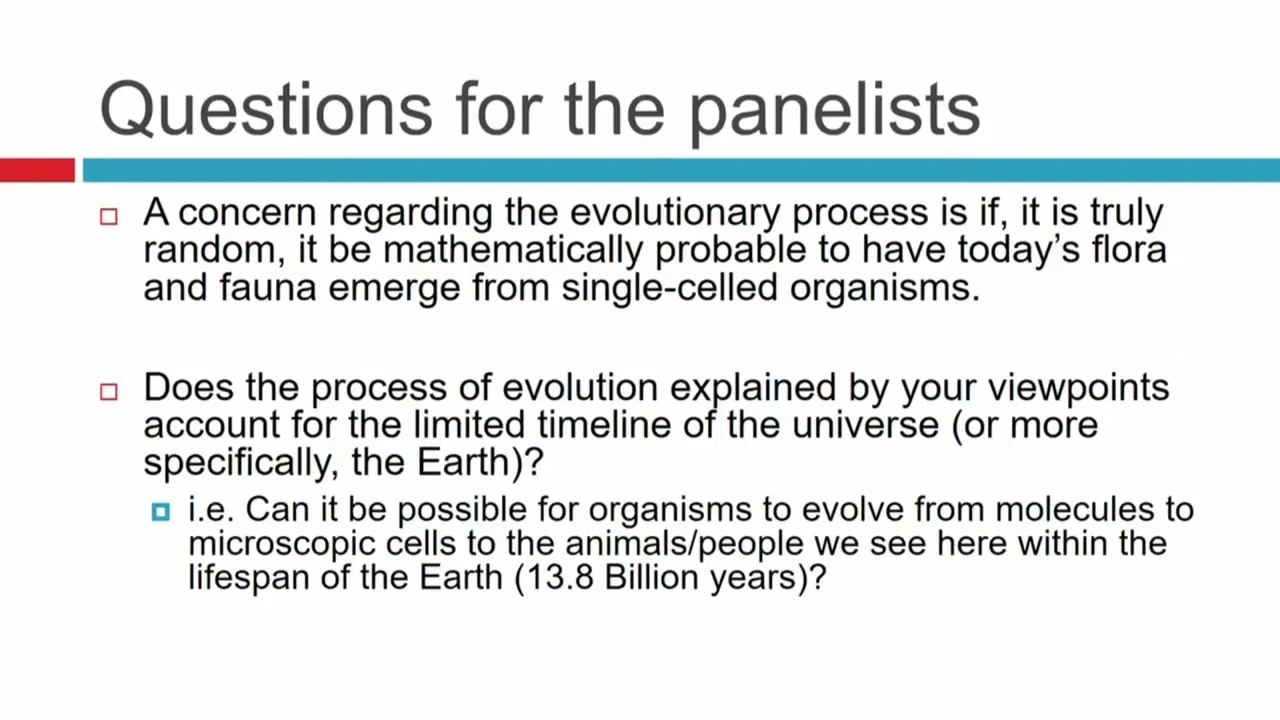 Questions for the panelists
A concern regarding the evolutionary process is if, it is truly
random, it be mathematically probable to have today's flora
and fauna emerge from single-celled organisms.
Does the process of evolution explained by your viewpoints
account for the limited timeline of the universe (or more
specifically, the Earth)?
i.e. Can it be possible for organisms to evolve from molecules to
microscopic cells to the animals/people we see here within the
lifespan of the Earth (13.8 Billion years)?